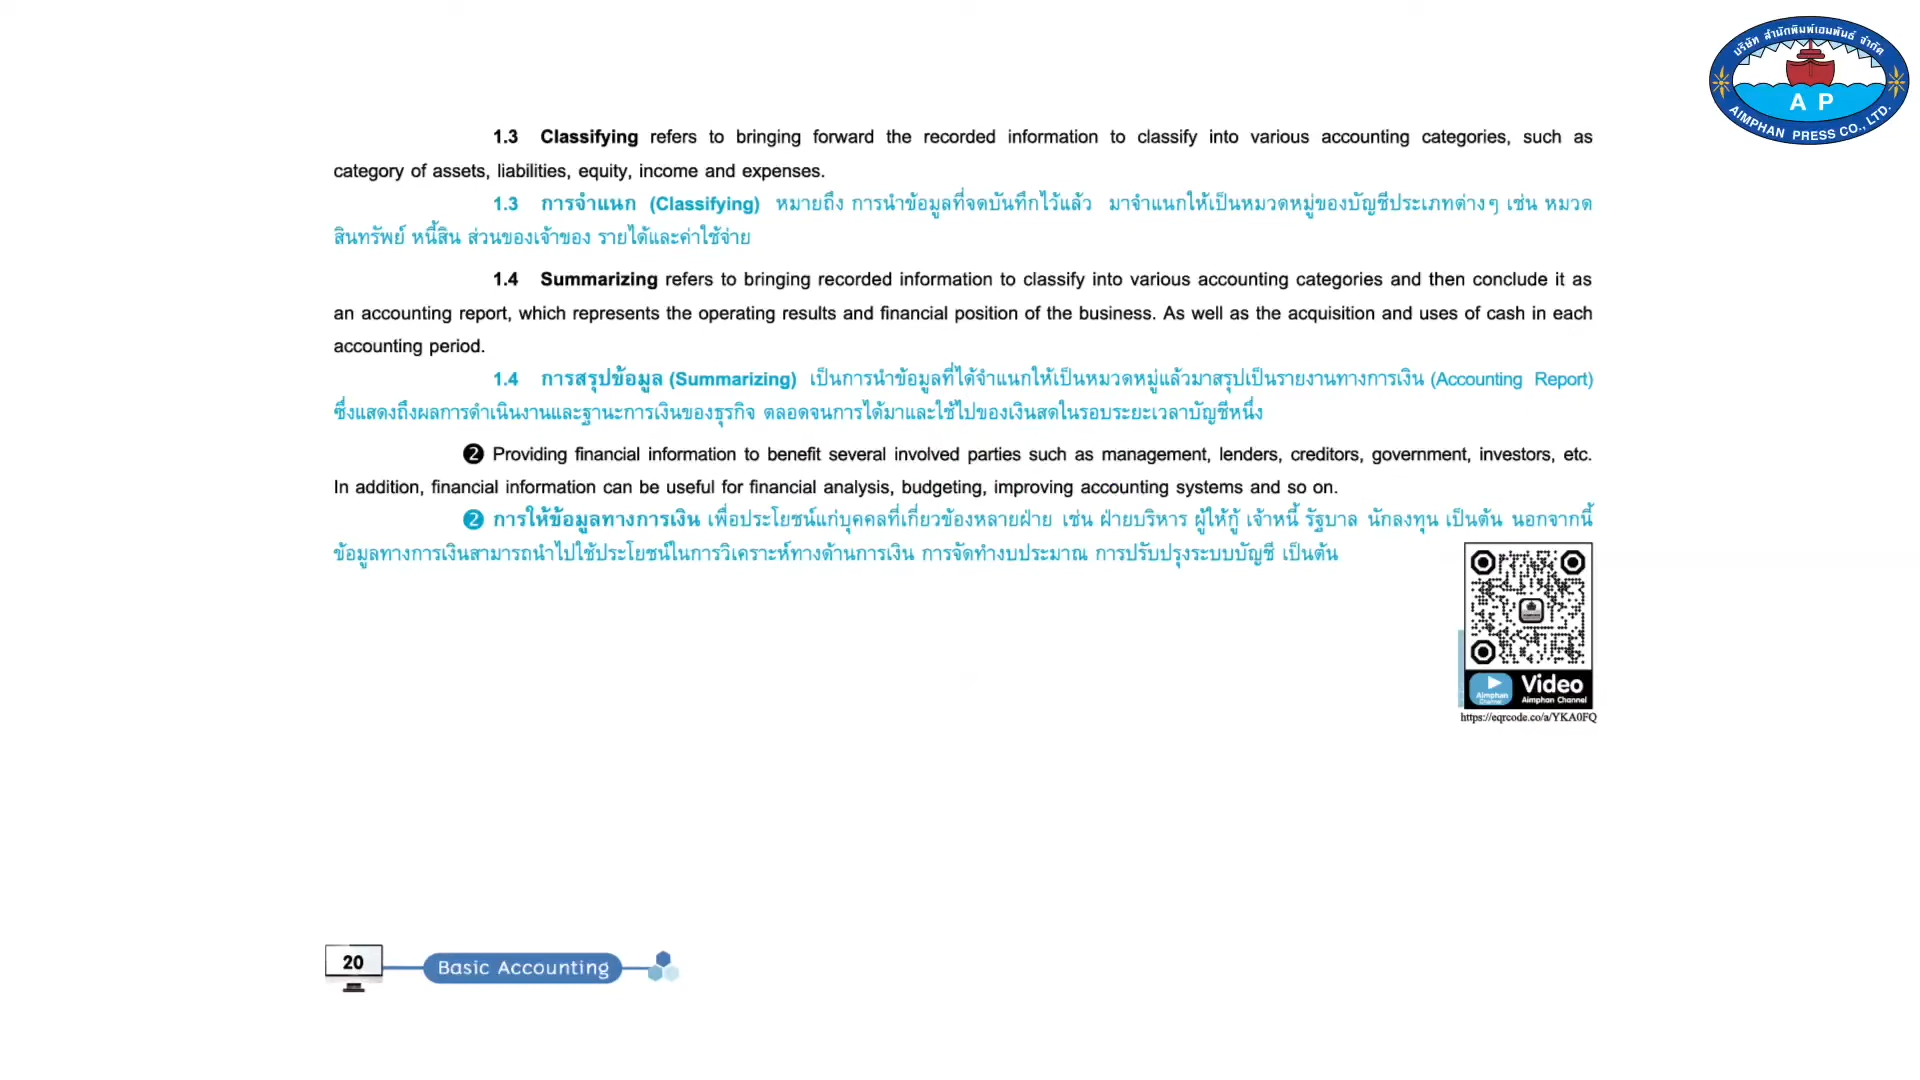 บริษัท สำนักพิมพ์เอมพันธ์ จำกัด
A P
AIMPHAN PRESS CO., LTD.
1.3 Classifying refers to bringing forward the recorded information to classify into various accounting categories, such as
category of assets, liabilities, equity, income and expenses.
1.3 การจำแนก (Classifying) หมายถึง การนำข้อมูลที่จดบันทึกไว้แล้ว มาจำแนกให้เป็นหมวดหมู่ของบัญชีประเภทต่างๆ เช่น หมวด
สินทรัพย์ หนี้สิน ส่วนของเจ้าของ รายได้และค่าใช้จ่าย
1.4 Summarizing refers to bringing recorded information to classify into various accounting categories and then conclude it as
an accounting report, which represents the operating results and financial position of the business. As well as the acquisition and uses of cash in each
accounting period.
1.4 การสรุปข้อมูล (Summarizing) เป็นการนำข้อมูลที่ได้จำแนกให้เป็นหมวดหมู่แล้วมาสรุปเป็นรายงานทางการเงิน (Accounting Report)
ซึ่งแสดงถึงผลการดำเนินงานและฐานะการเงินของธุรกิจ ตลอดจนการได้มาและใช้ไปของเงินสดในรอบระยะเวลาบัญชีหนึ่ง
❷ Providing financial information to benefit several involved parties such as management, lenders, creditors, government, investors, etc.
In addition, financial information can be useful for financial analysis, budgeting, improving accounting systems and so on.
❷ การให้ข้อมูลทางการเงิน เพื่อประโยชน์แก่บุคคลที่เกี่ยวข้องหลายฝ่าย เช่น ฝ่ายบริหาร ผู้ให้กู้ เจ้าหนี้ รัฐบาล นักลงทุน เป็นต้น นอกจากนี้
ข้อมูลทางการเงินสามารถนำไปใช้ประโยชน์ในการวิเคราะห์ทางด้านการเงิน การจัดทำงบประมาณ การปรับปรุงระบบบัญชี เป็นต้น
Aimphan Channel
Video
Aimphan Channel
https://eqrcode.co/a/YKA0FQ
20
Basic Accounting